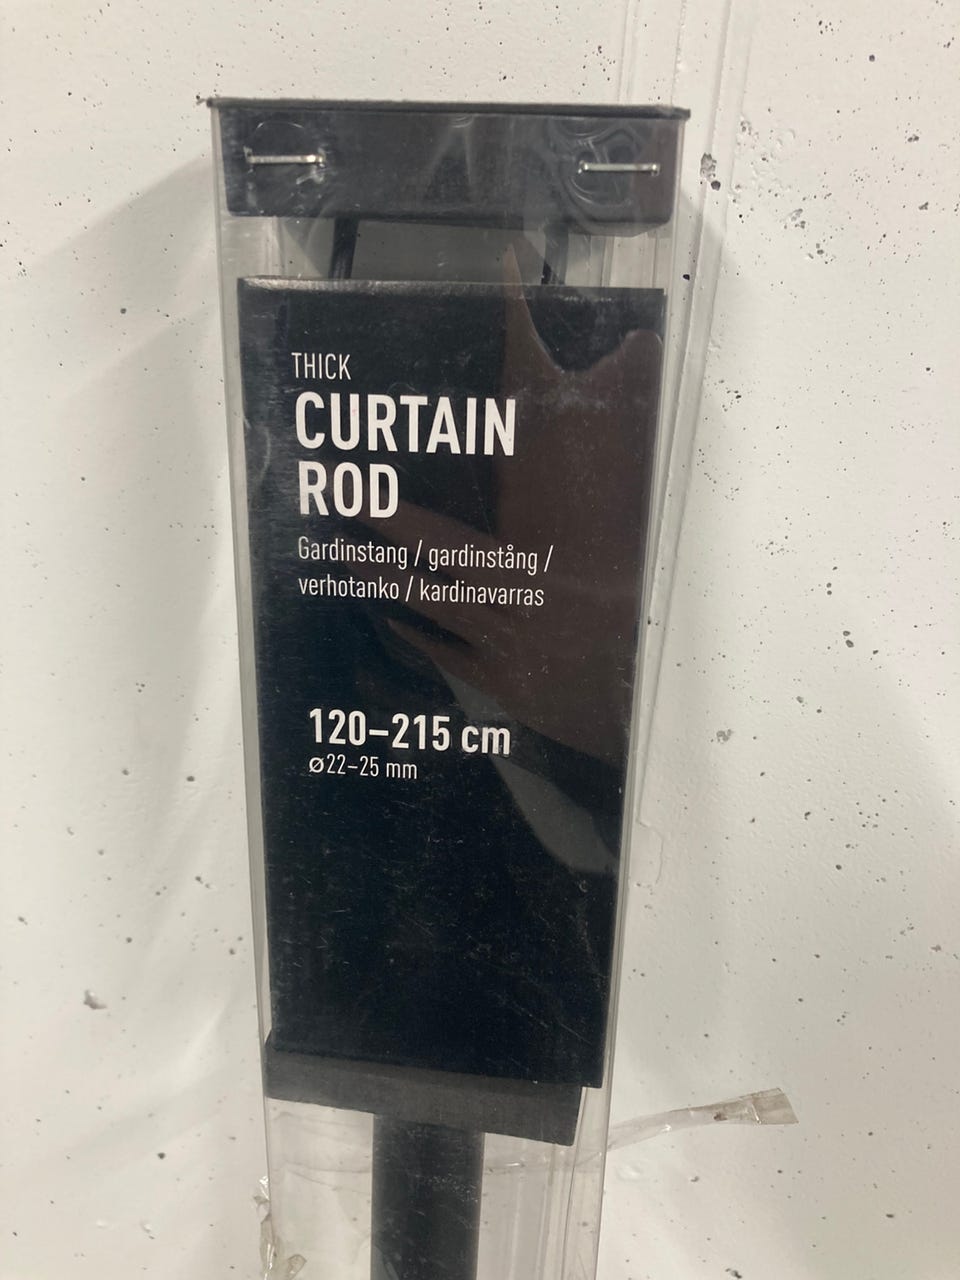 THICK
CURTAIN
ROD
Gardinstang / gardinstång /
verhotanko / kardinavarras
120–215 cm
ø22–25 mm